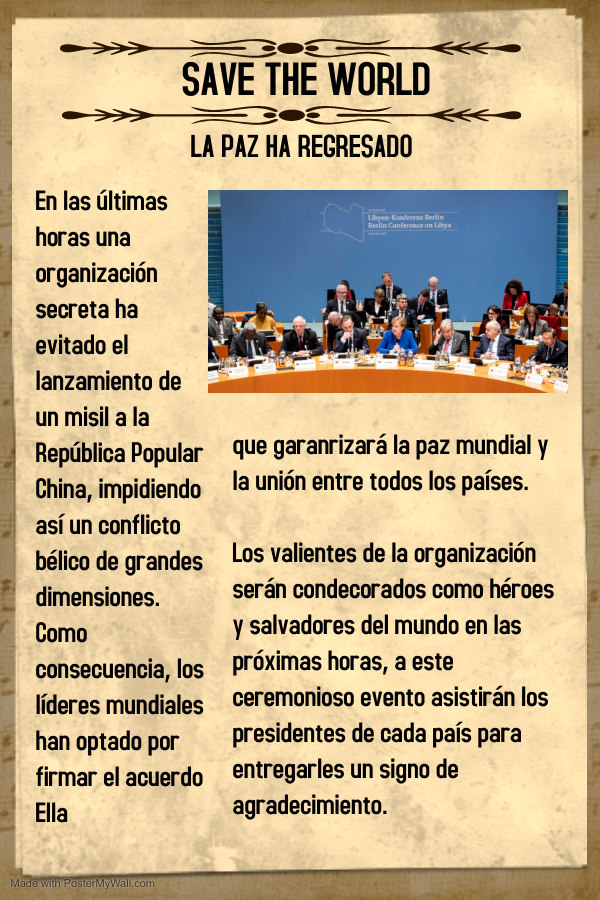 SAVE THE WORLD
LA PAZ HA REGRESADO
En las últimas
horas una
organización
secreta ha
evitado el
lanzamiento de
un misil a la
República Popular
China, impidiendo
así un conflicto
bélico de grandes
dimensiones.
Como
consecuencia, los
líderes mundiales
han optado por
firmar el acuerdo
Ella
Libyen-Konferenz Berlin
Berlin Conference on Libya
que garanrizará la paz mundial y
la unión entre todos los países.
Los valientes de la organización
serán condecorados como héroes
y salvadores del mundo en las
próximas horas, a este
ceremonioso evento asistirán los
presidentes de cada país para
entregarles un signo de
agradecimiento.
Made with PosterMyWall.com